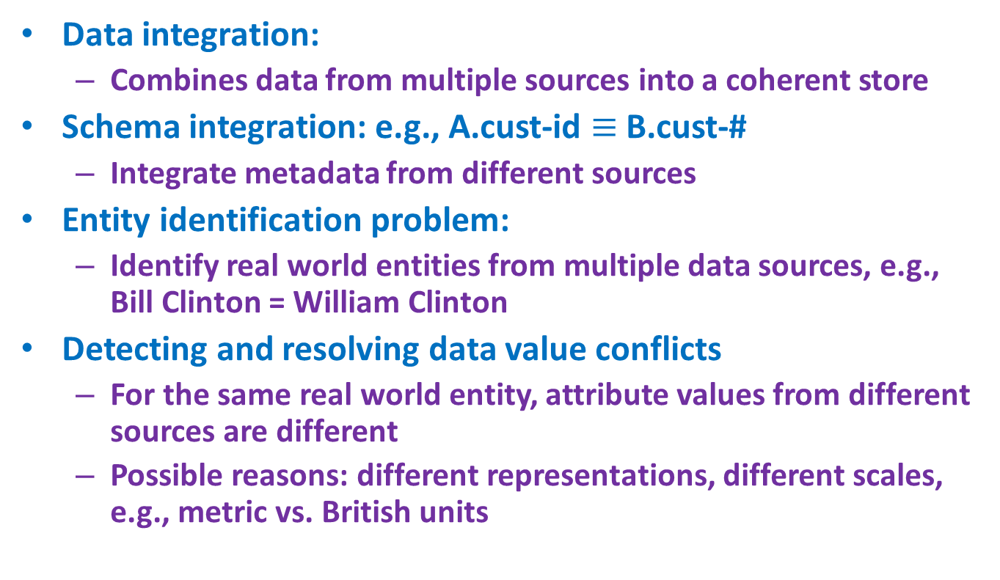 • Data integration:
– Combines data from multiple sources into a coherent store
• Schema integration: e.g., A.cust-id ≡ B.cust-#
– Integrate metadata from different sources
• Entity identification problem:
– Identify real world entities from multiple data sources, e.g.,
Bill Clinton = William Clinton
• Detecting and resolving data value conflicts
– For the same real world entity, attribute values from different
sources are different
– Possible reasons: different representations, different scales,
e.g., metric vs. British units